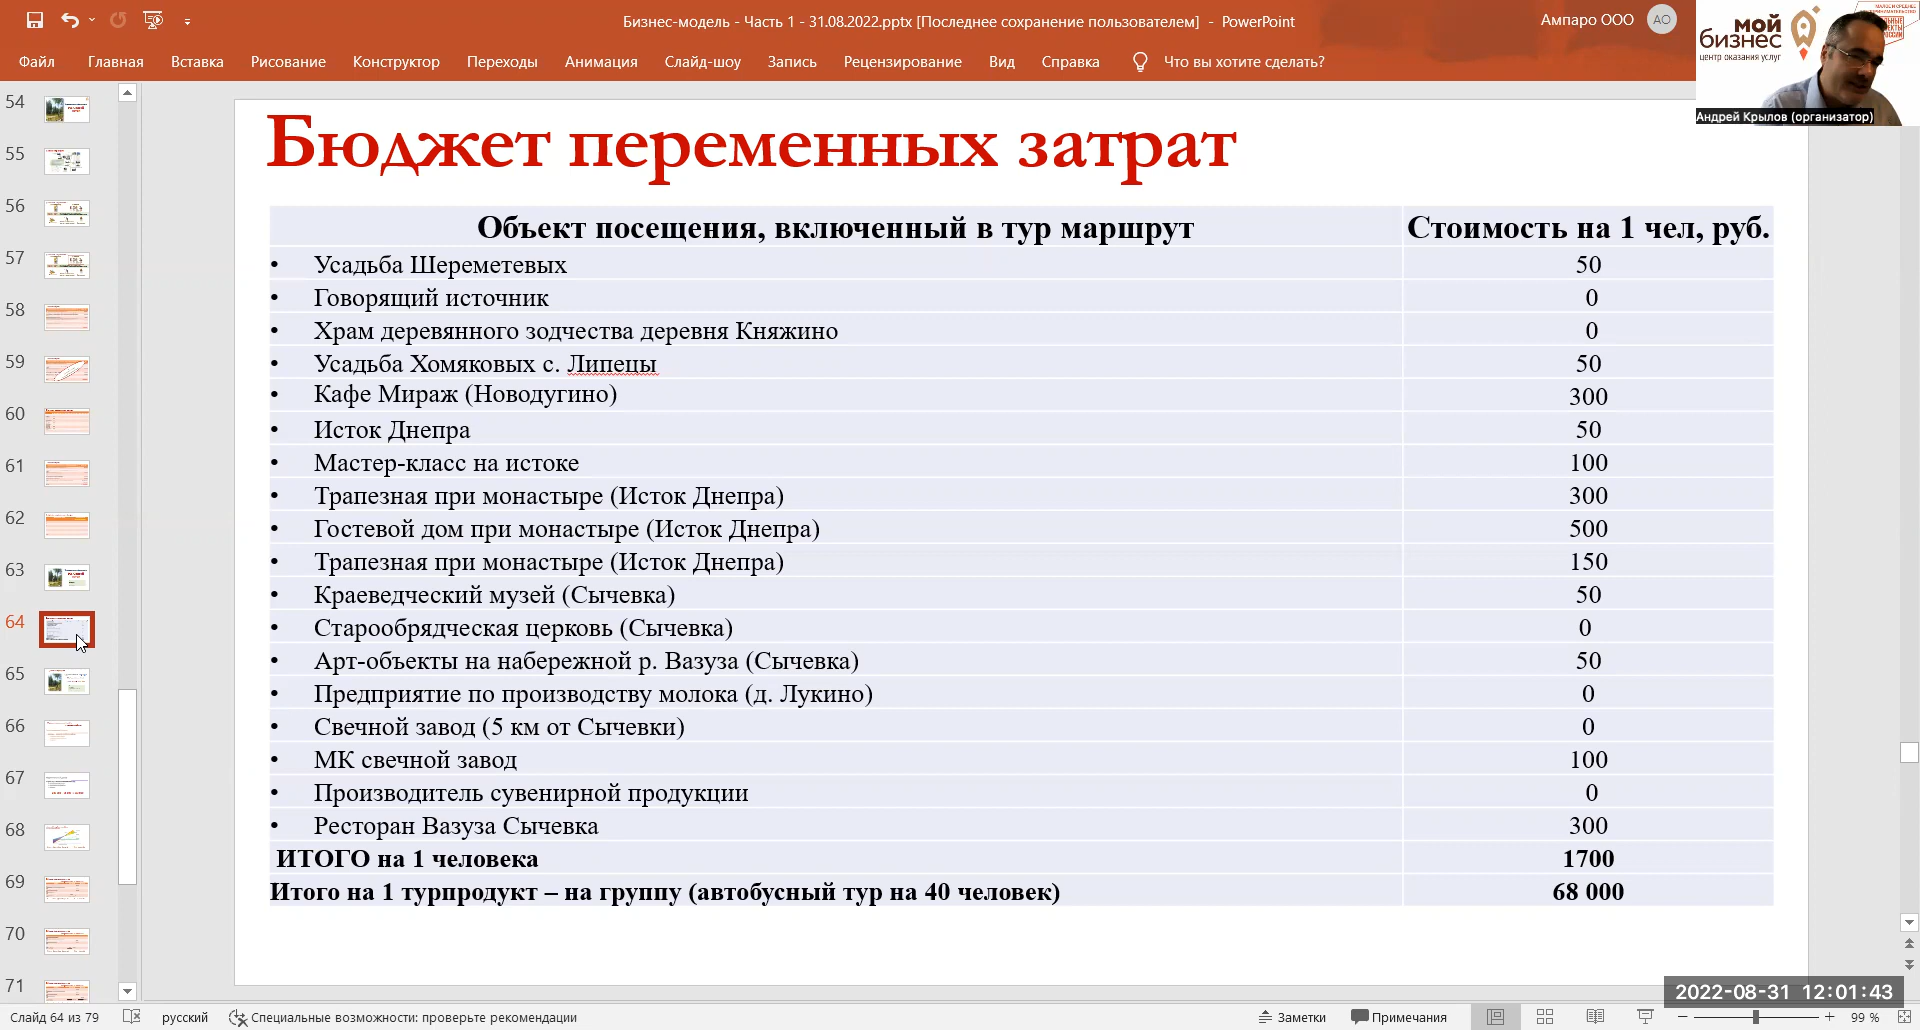 Бизнес-модель - Часть 1 - 31.08.2022.pptx [Последнее сохранение пользователем] - PowerPoint
Ампаро ООО
АО
Файл Главная Вставка Рисование Конструктор Переходы Анимация Слайд-шоу Запись Рецензирование Вид Справка Что вы хотите сделать?
мой
бизнес
центр оказания услуг
Андрей Крылов (организатор)
54
55
56
57
58
59
60
61
62
63
64
65
66
67
68
69
70
71
Бюджет переменных затрат
Объект посещения, включенный в тур маршрут Стоимость на 1 чел, руб.
• Усадьба Шереметевых 50
• Говорящий источник 0
• Храм деревянного зодчества деревня Княжино 0
• Усадьба Хомяковых с. Липецы 50
• Кафе Мираж (Новодугино) 300
• Исток Днепра 50
• Мастер-класс на истоке 100
• Трапезная при монастыре (Исток Днепра) 300
• Гостевой дом при монастыре (Исток Днепра) 500
• Трапезная при монастыре (Исток Днепра) 150
• Краеведческий музей (Сычевка) 50
• Старообрядческая церковь (Сычевка) 0
• Арт-объекты на набережной р. Вазуза (Сычевка) 50
• Предприятие по производству молока (д. Лукино) 0
• Свечной завод (5 км от Сычевки) 0
• МК свечной завод 100
• Производитель сувенирной продукции 0
• Ресторан Вазуза Сычевка 300
ИТОГО на 1 человека 1700
Итого на 1 турпродукт – на группу (автобусный тур на 40 человек) 68 000
2022-08-31 12:01:43
Слайд 64 из 79 русский Специальные возможности: проверьте рекомендации Заметки Примечания 99 %